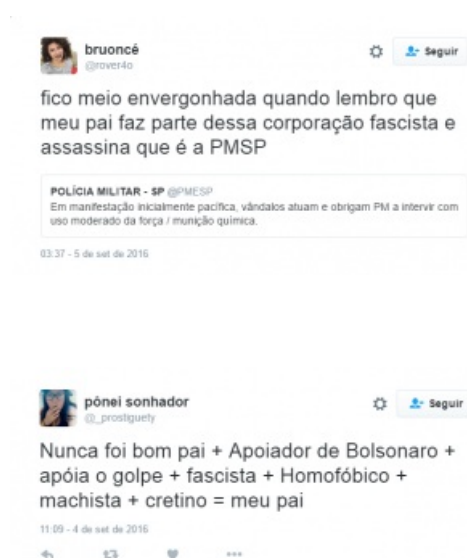 bruoncê
@rover4o
Seguir
fico meio envergonhada quando lembro que
meu pai faz parte dessa corporação fascista e
assassina que é a PMSP
POLÍCIA MILITAR - SP @PMESP
Em manifestação inicialmente pacífica, vândalos atuam e obrigam PM a intervir com
uso moderado da força / munição química.
03:37 - 5 de set de 2016
pônei sonhador
@_prostiguety
Seguir
Nunca foi bom pai + Apoiador de Bolsonaro +
apóia o golpe + fascista + Homofóbico +
machista + cretino = meu pai
11:09 - 4 de set de 2016